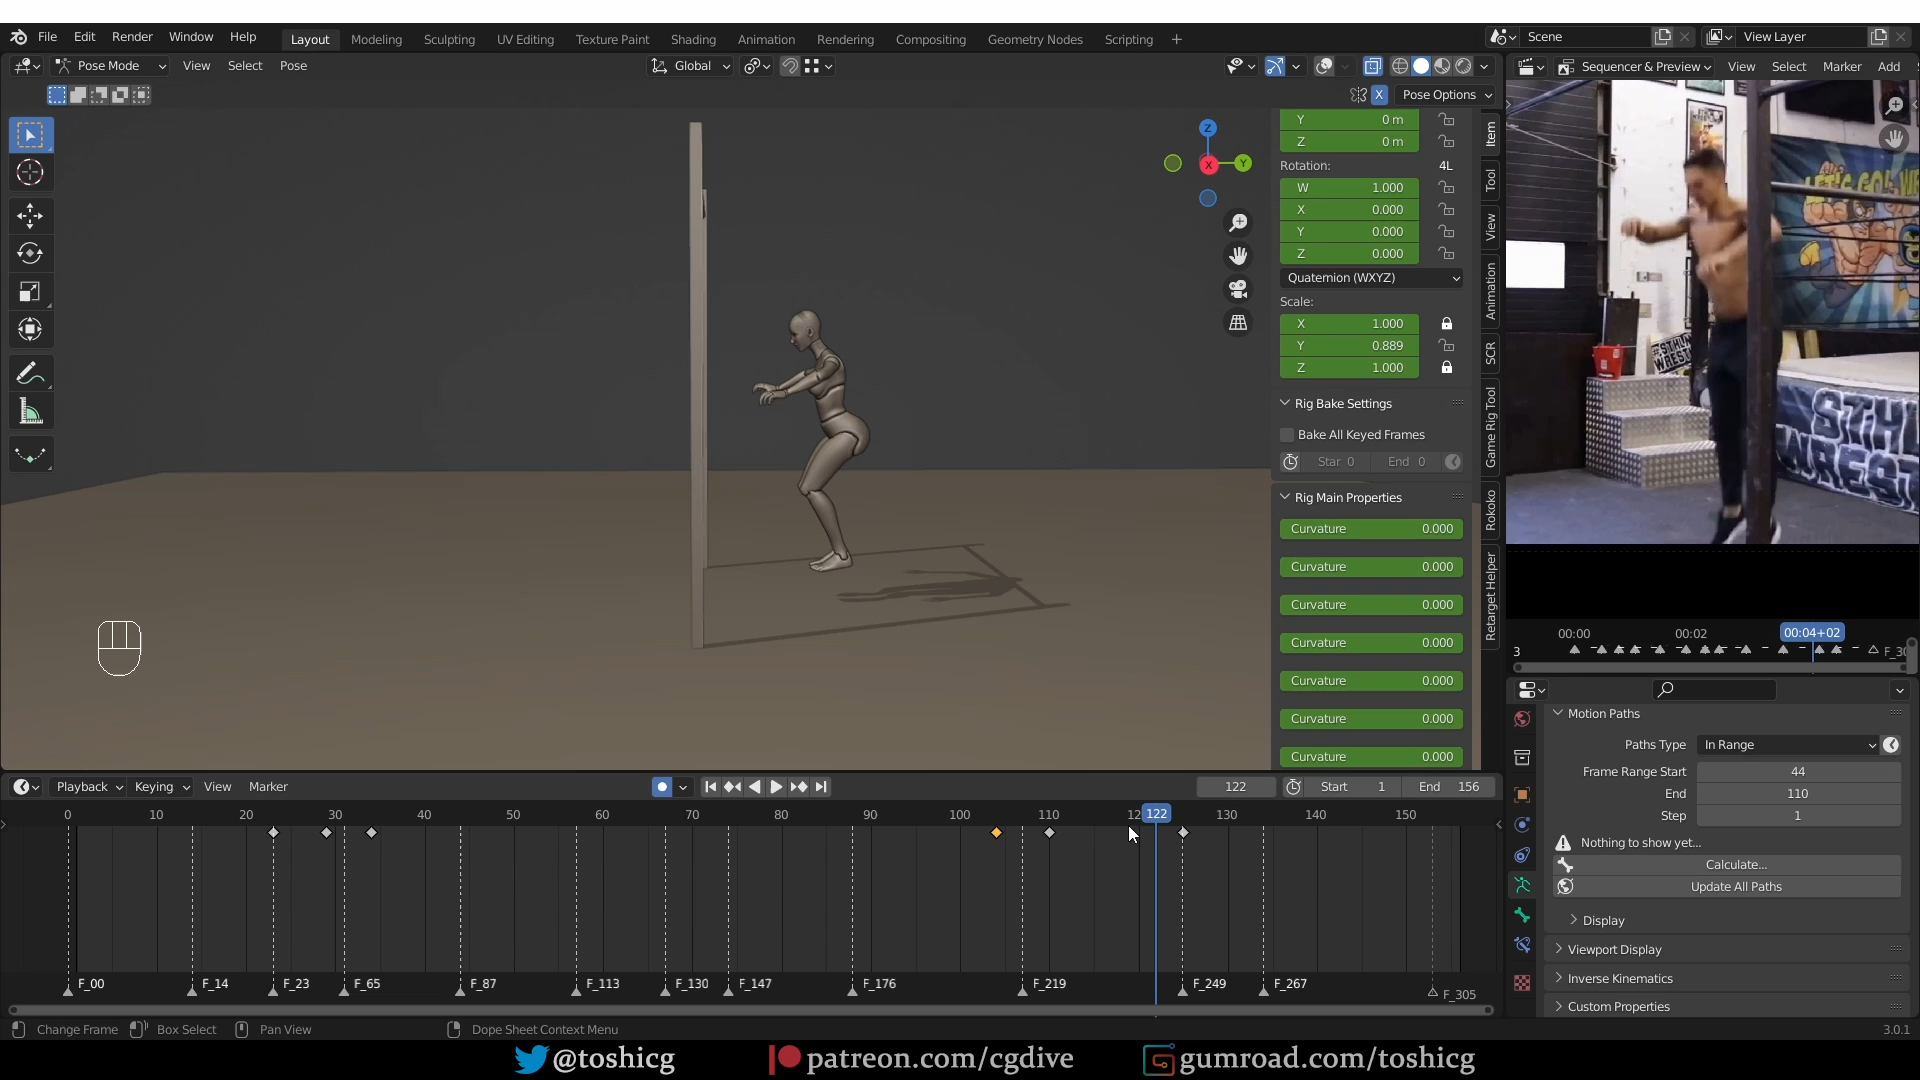 File Edit Render Window Help Layout Modeling Sculpting UV Editing Texture Paint Shading Animation Rendering Compositing Geometry Nodes Scripting + Scene View Layer
Pose Mode View Select Pose Global Sequencer & Preview View Select Marker Add
X Pose Options
Z
X
Y
Y 0 m
Z 0 m
Rotation: 4L
W 1.000
X 0.000
Y 0.000
Z 0.000
Quaternion (WXYZ)
Scale:
X 1.000
Y 0.889
Z 1.000
Rig Bake Settings
Bake All Keyed Frames
Star 0 End 0
Rig Main Properties
Curvature 0.000
Curvature 0.000
Curvature 0.000
Curvature 0.000
Curvature 0.000
Curvature 0.000
Curvature 0.000
Item
Tool
View
Animation
SCR
Game Rig Tool
Rokoko
Retarget Helper
LET'S GO!
WREST
STHU
WREST
00:00 00:02 00:04+02
3
Motion Paths
Paths Type In Range
Frame Range Start 44
End 110
Step 1
Nothing to show yet...
Calculate...
Update All Paths
Display
Viewport Display
Inverse Kinematics
Custom Properties
Playback Keying View Marker 122 Start 1 End 156
0 10 20 30 40 50 60 70 80 90 100 110 12 122 130 140 150
F_00 F_14 F_23 F_65 F_87 F_113 F_130 F_147 F_176 F_219 F_249 F_267 F_305
Change Frame Box Select Pan View Dope Sheet Context Menu 3.0.1
@toshicg patreon.com/cgdive gumroad.com/toshicg